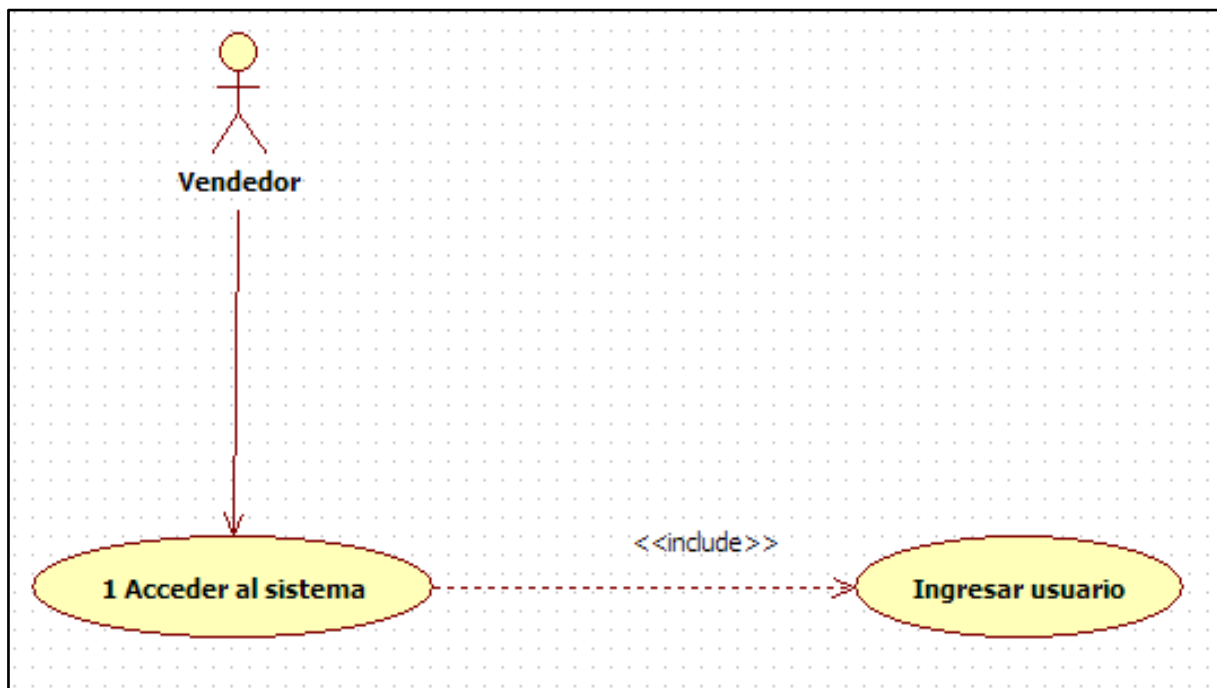 Vendedor
<<include>>
1 Acceder al sistema
Ingresar usuario